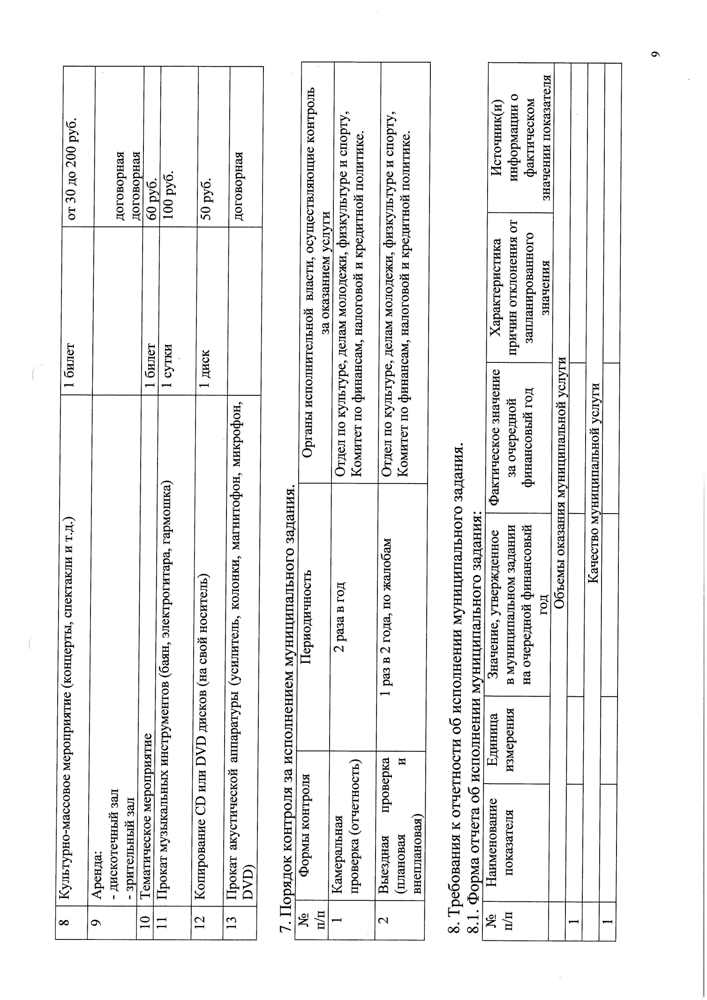 8 Культурно-массовое мероприятие (концерты, спектакли и т.д.) 1 билет от 30 до 200 руб.
9 Аренда:
- дискотечный зал договорная
- зрительный зал договорная
10 Тематическое мероприятие 1 билет 60 руб.
11 Прокат музыкальных инструментов (баян, электрогитара, гармошка) 1 сутки 100 руб.
12 Копирование CD или DVD дисков (на свой носитель) 1 диск 50 руб.
13 Прокат акустической аппаратуры (усилитель, колонки, магнитофон, микрофон, договорная
DVD)
7. Порядок контроля за исполнением муниципального задания.
№ Формы контроля Периодичность Органы исполнительной власти, осуществляющие контроль
п/п за оказанием услуги
1 Камеральная 2 раза в год Отдел по культуре, делам молодежи, физкультуре и спорту,
проверка (отчетность) Комитет по финансам, налоговой и кредитной политике.
2 Выездная проверка 1 раз в 2 года, по жалобам Отдел по культуре, делам молодежи, физкультуре и спорту,
(плановая и Комитет по финансам, налоговой и кредитной политике.
внеплановая)
8. Требования к отчетности об исполнении муниципального задания.
8.1. Форма отчета об исполнении муниципального задания:
№ Наименование Единица Значение, утвержденное Фактическое значение Характеристика Источник(и)
п/п показателя измерения в муниципальном задании за очередной причин отклонения от информации о
на очередной финансовый финансовый год запланированного фактическом
год значения значении показателя
Объемы оказания муниципальной услуги
1
Качество муниципальной услуги
1
9